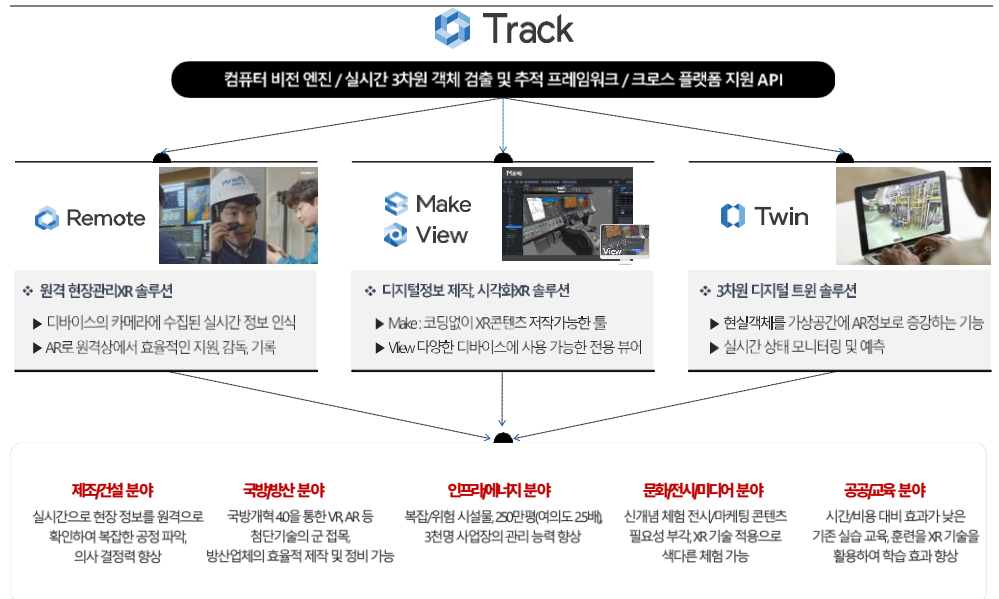 Track
컴퓨터 비전 엔진 / 실시간 3차원 객체 검출 및 추적 프레임워크 / 크로스 플랫폼 지원 API
Remote
Make
View
Make
View
Twin
❖ 원격 현장관리XR 솔루션
▶ 디바이스의 카메라에 수집된 실시간 정보 인식
▶ AR로 원격상에서 효율적인 지원, 감독, 기록
❖ 디지털정보 제작, 시각화XR 솔루션
▶ Make : 코딩없이 XR콘텐츠 저작가능한 툴
▶ View 다양한 디바이스에 사용 가능한 전용 뷰어
❖ 3차원 디지털 트윈 솔루션
▶ 현실객체를 가상공간에 AR정보로 증강하는 기능
▶ 실시간 상태 모니터링 및 예측
제조/건설 분야
실시간으로 현장 정보를 원격으로
확인하여 복잡한 공정 파악,
의사 결정력 향상
국방/방산 분야
국방개혁 4.0을 통한 VR, AR 등
첨단기술의 군 접목,
방산업체의 효율적 제작 및 정비 가능
인프라/에너지 분야
복잡/위험 시설물, 250만평(여의도 2.5배),
3천명 사업장의 관리 능력 향상
문화/전시/미디어 분야
신개념 체험 전시/마케팅 콘텐츠
필요성 부각, XR 기술 적용으로
색다른 체험 가능
공공/교육 분야
시간/비용 대비 효과가 낮은
기존 실습 교육, 훈련을 XR 기술을
활용하여 학습 효과 향상